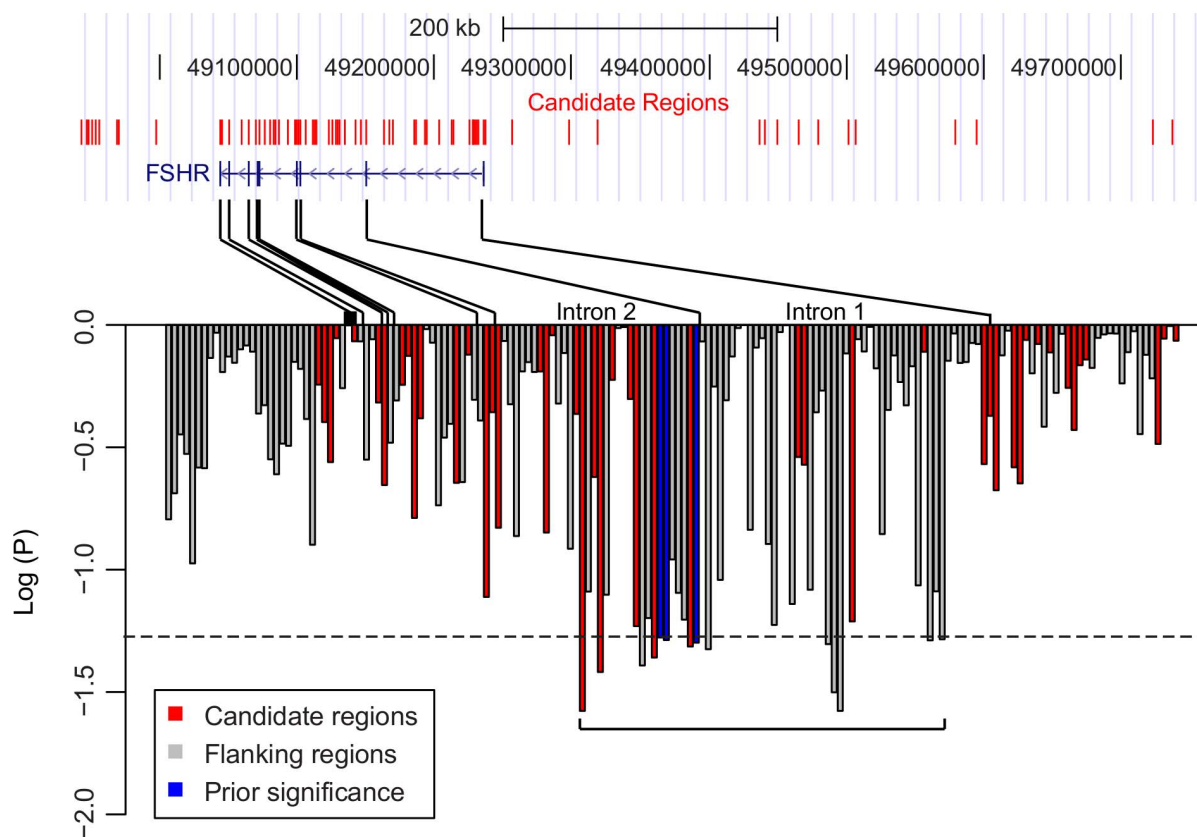 200 kb
49100000 49200000 49300000 49400000 49500000 49600000 49700000
Candidate Regions
FSHR
Intron 2 Intron 1
0.0
−0.5
−1.0
−1.5
−2.0
Log (P)
Candidate regions
Flanking regions
Prior significance